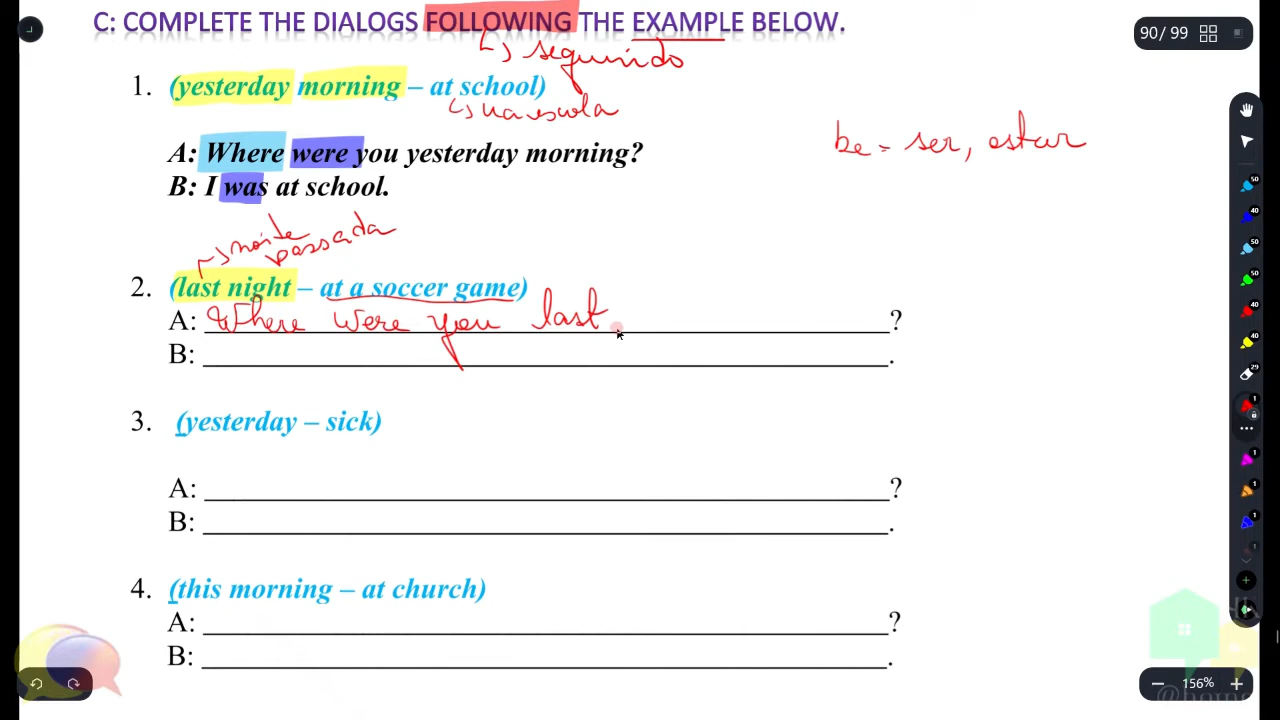 C: COMPLETE THE DIALOGS FOLLOWING THE EXAMPLE BELOW.
90/ 99
↳ seguindo
1. (yesterday morning – at school)
↳ na escola
A: Where were you yesterday morning?
be = ser, estar
B: I was at school.
noite passada
2. (last night – at a soccer game)
A: Where were you last ?
B: .
3. (yesterday – sick)
A: ?
B: .
4. (this morning – at church)
A: ?
B: .
156%